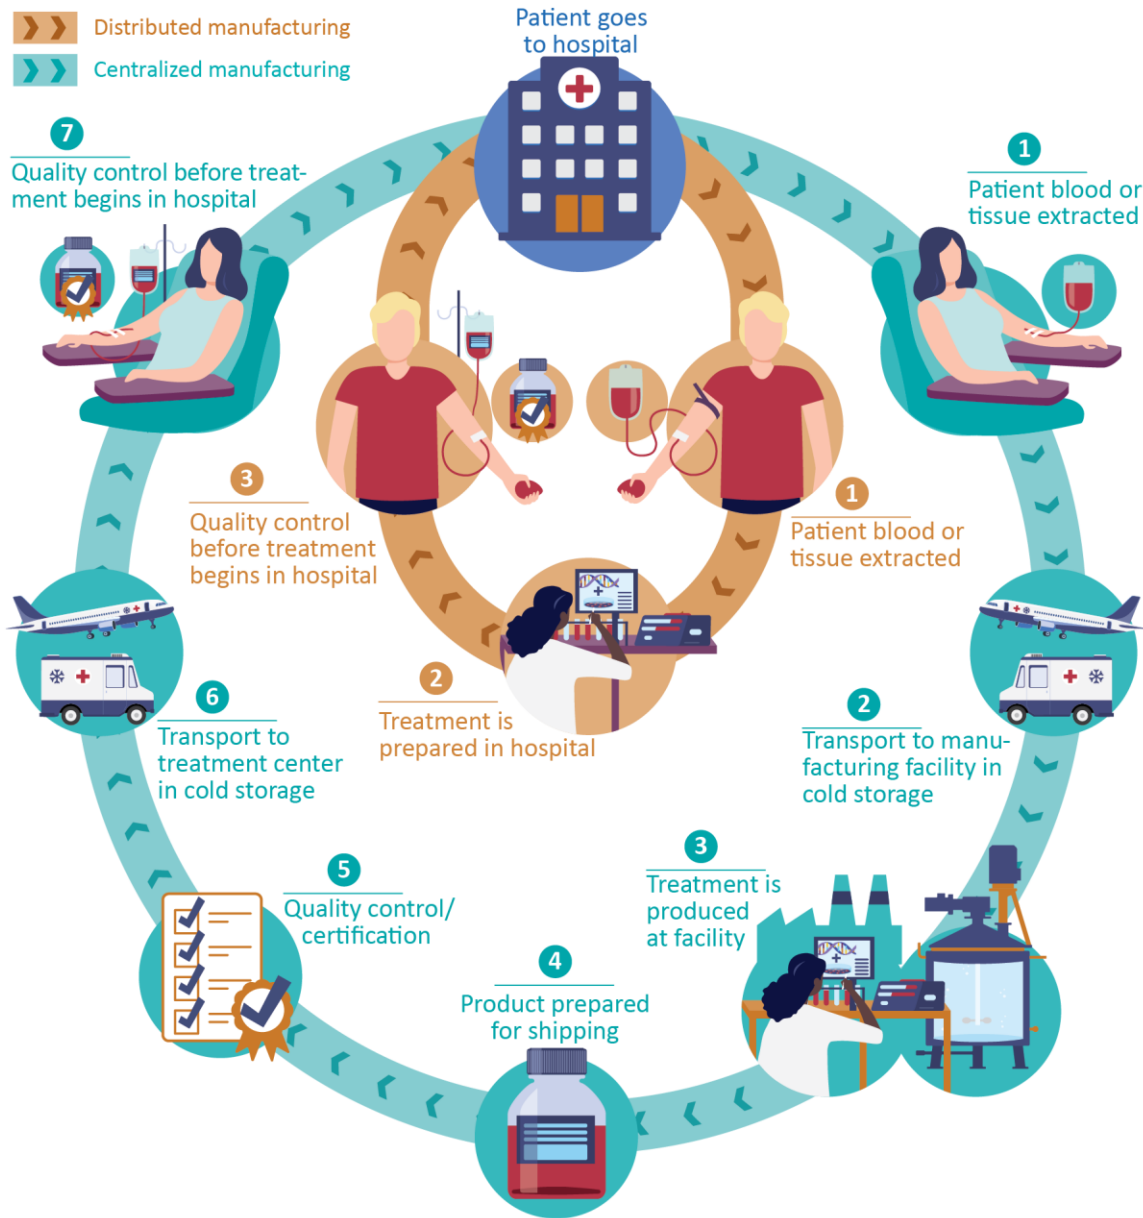 Distributed manufacturing
Centralized manufacturing
Patient goes
to hospital
7
Quality control before treat-
ment begins in hospital
1
Patient blood or
tissue extracted
3
Quality control
before treatment
begins in hospital
1
Patient blood or
tissue extracted
2
Treatment is
prepared in hospital
6
Transport to
treatment center
in cold storage
2
Transport to manu-
facturing facility in
cold storage
3
Treatment is
produced
at facility
5
Quality control/
certification
4
Product prepared
for shipping